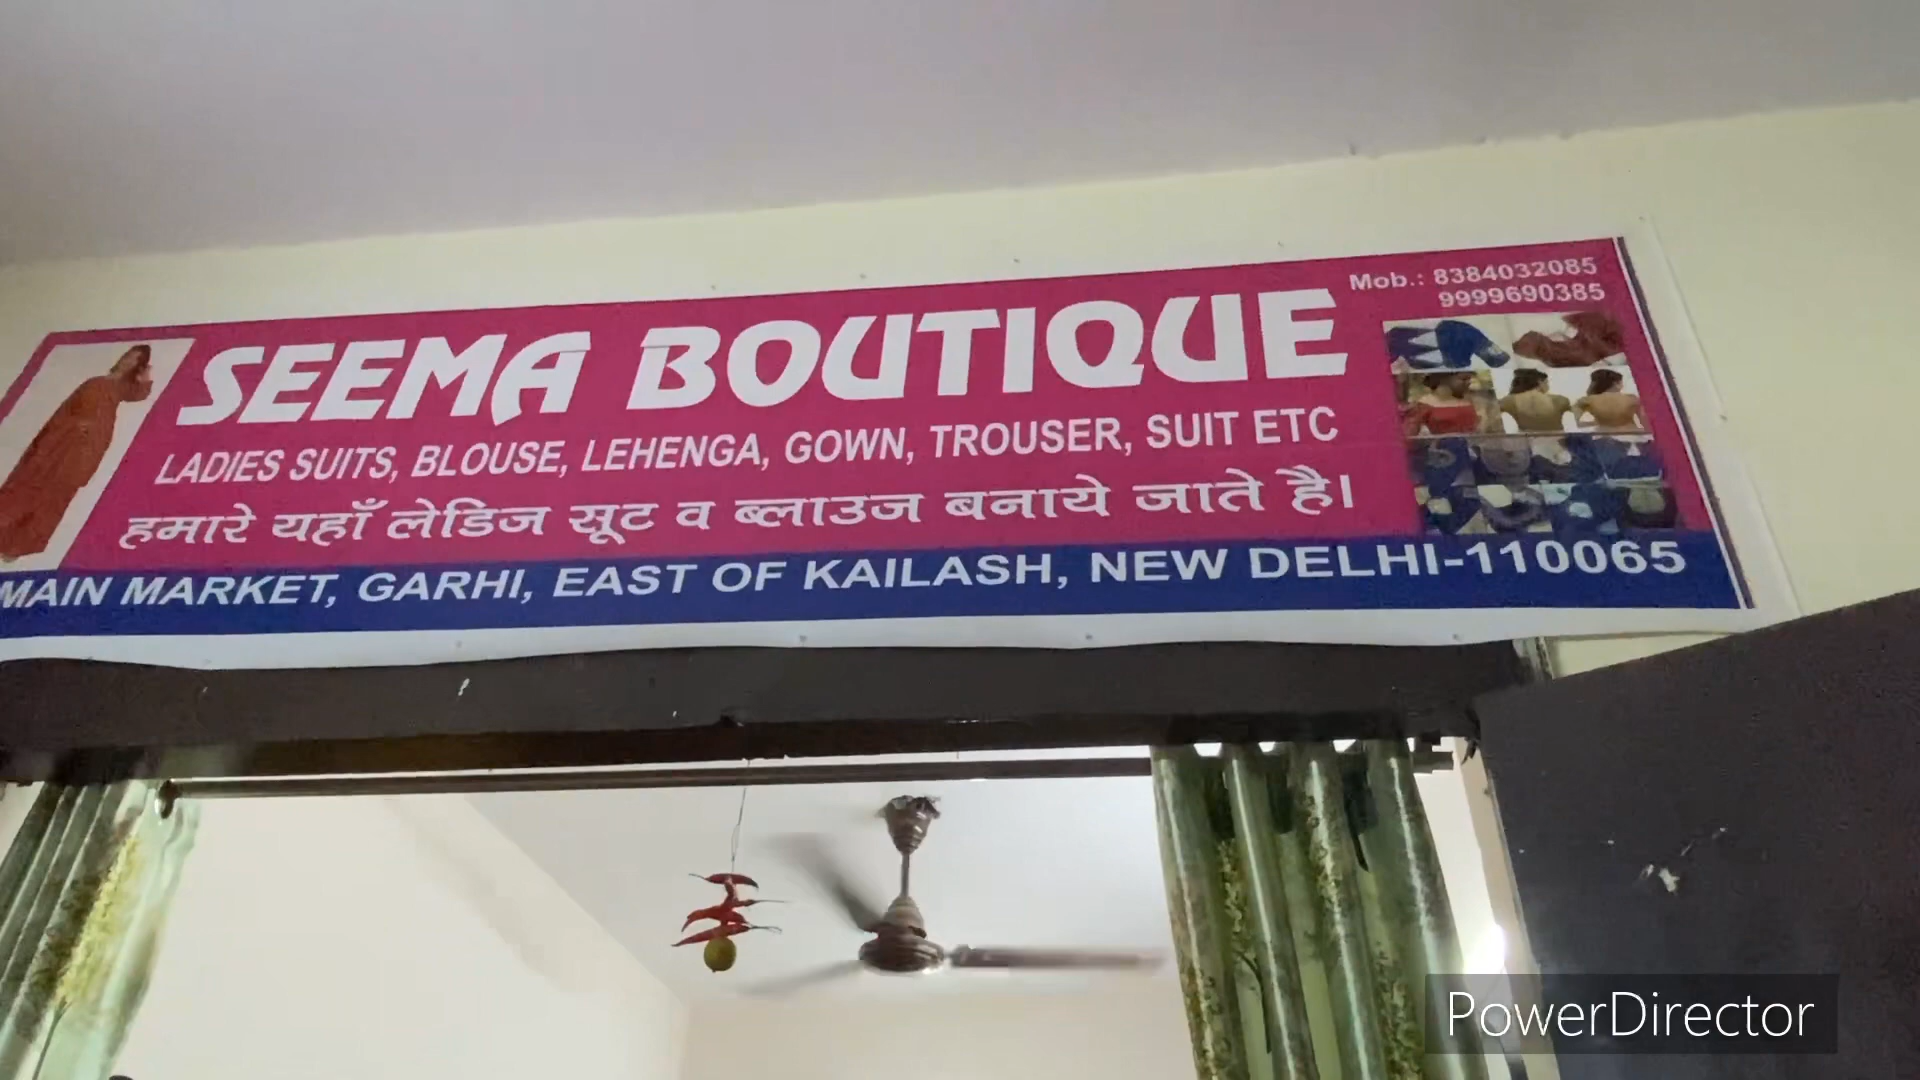 Mob.: 8384032085
9999690385
SEEMA BOUTIQUE
LADIES SUITS, BLOUSE, LEHENGA, GOWN, TROUSER, SUIT ETC
हमारे यहाँ लेडिज सूट व ब्लाउज बनाये जाते है।
MAIN MARKET, GARHI, EAST OF KAILASH, NEW DELHI-110065
PowerDirector